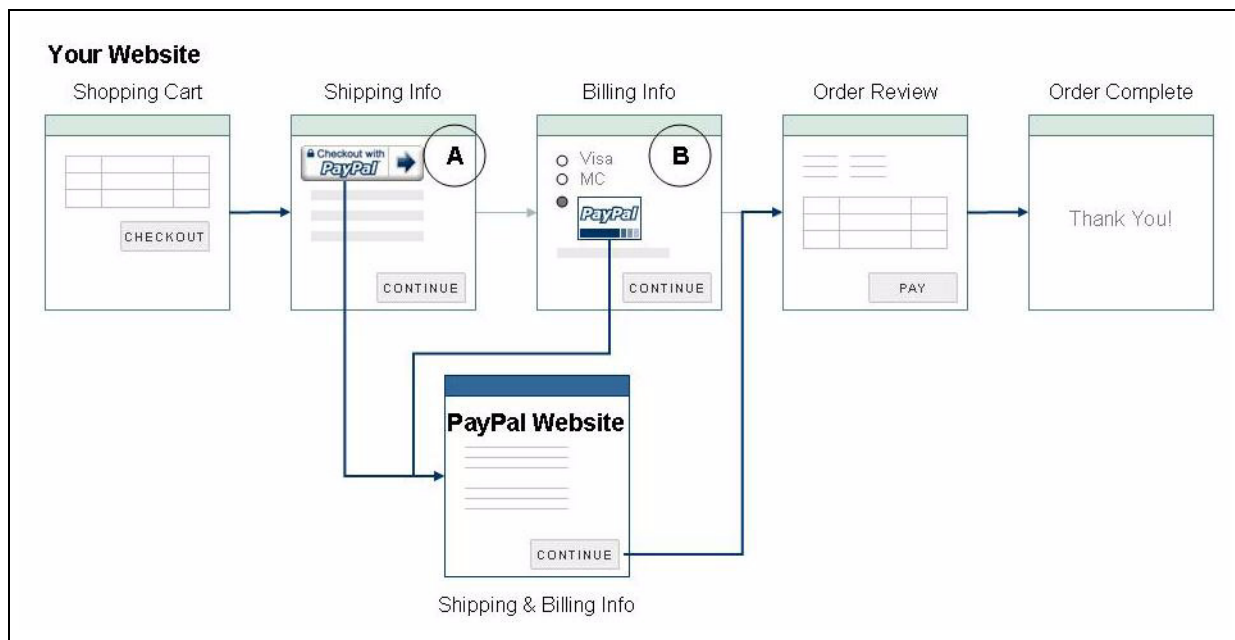 Your Website
Shopping Cart
Shipping Info
Billing Info
Order Review
Order Complete
CHECKOUT
Checkout with
PayPal
A
CONTINUE
Visa
MC
PayPal
B
CONTINUE
PAY
Thank You!
PayPal Website
CONTINUE
Shipping & Billing Info